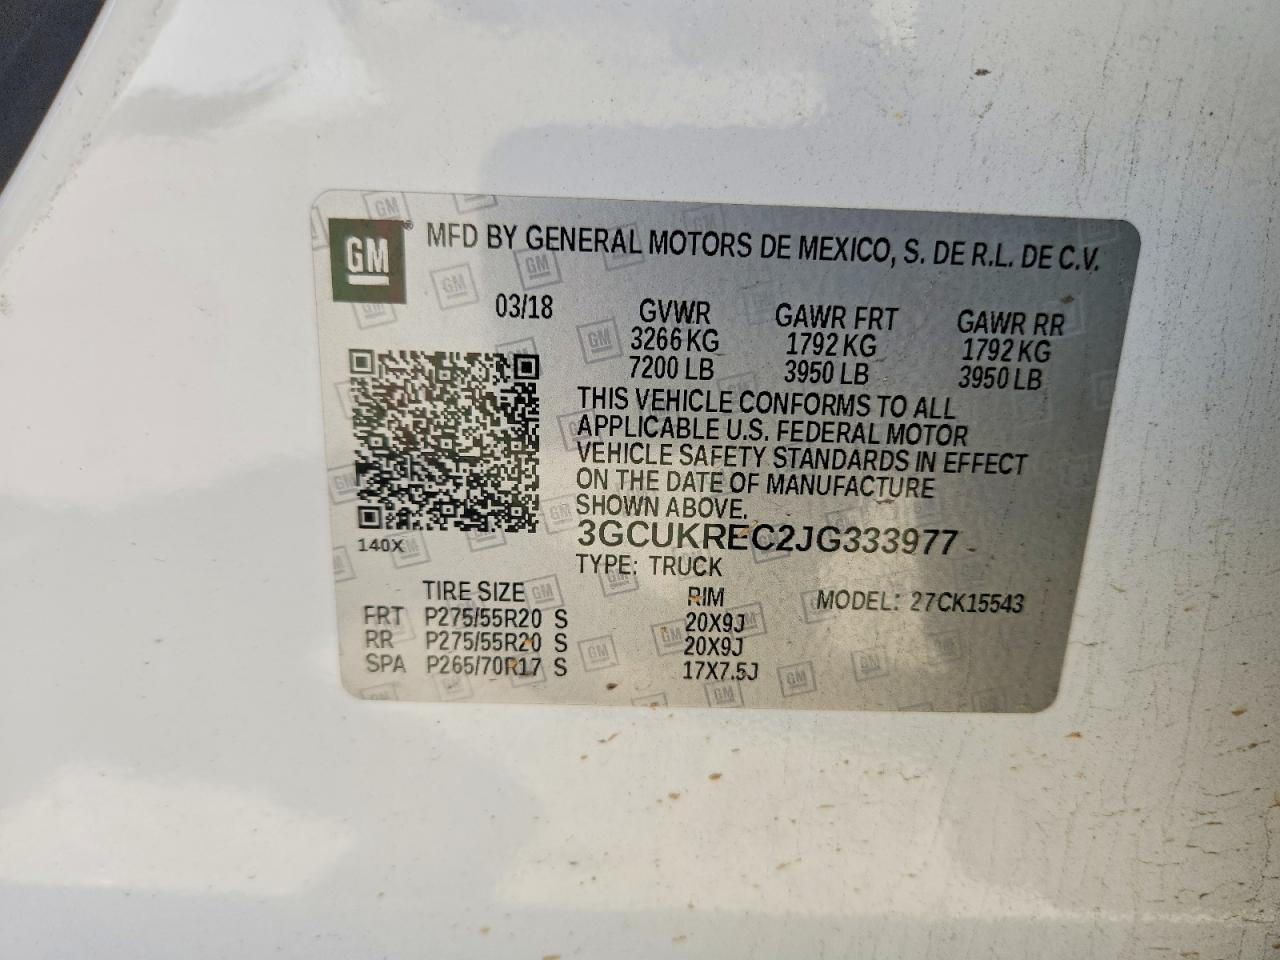 GM® MFD BY GENERAL MOTORS DE MEXICO, S. DE R.L. DE C.V.
03/18 GVWR GAWR FRT GAWR RR
3266 KG 1792 KG 1792 KG
7200 LB 3950 LB 3950 LB
THIS VEHICLE CONFORMS TO ALL
APPLICABLE U.S. FEDERAL MOTOR
VEHICLE SAFETY STANDARDS IN EFFECT
ON THE DATE OF MANUFACTURE
SHOWN ABOVE.
3GCUKREC2JG333977
140X
TYPE: TRUCK
TIRE SIZE RIM MODEL: 27CK15543
FRT P275/55R20 S 20X9J
RR P275/55R20 S 20X9J
SPA P265/70R17 S 17X7.5J